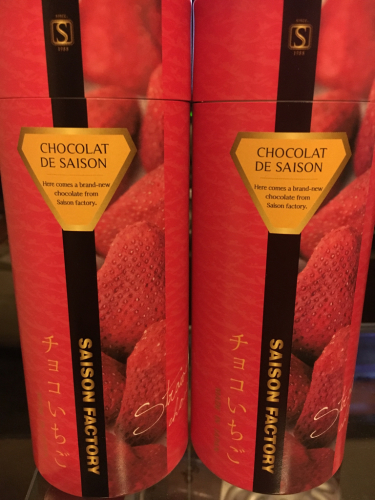 S
CHOCOLAT
DE SAISON
Here comes a brand-new
chocolate from
Saison factory.
SAISON FACTORY
チョコいちご
S
CHOCOLAT
DE SAISON
Here comes a brand-new
chocolate from
Saison factory.
SAISON FACTORY
チョコいちご